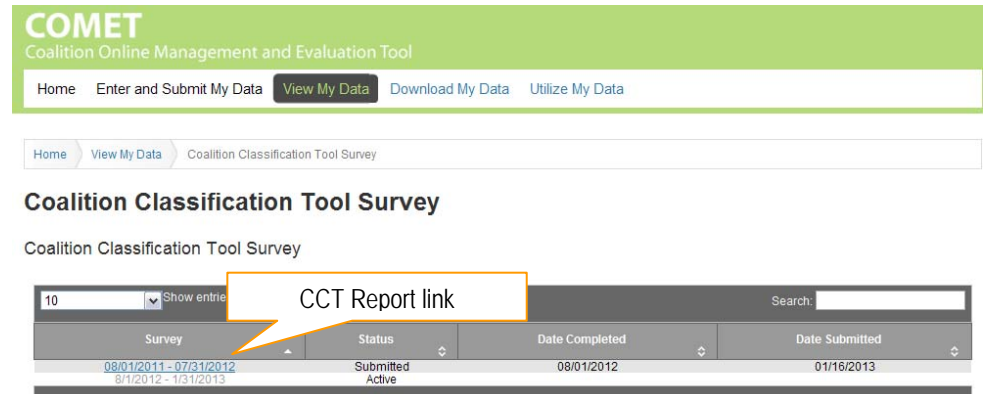 COMET
Coalition Online Management and Evaluation Tool
Home Enter and Submit My Data View My Data Download My Data Utilize My Data
Home View My Data Coalition Classification Tool Survey
Coalition Classification Tool Survey
Coalition Classification Tool Survey
10 Show entrie CCT Report link Search:
Survey Status Date Completed Date Submitted
08/01/2011 - 07/31/2012 Submitted 08/01/2012 01/16/2013
8/1/2012 - 1/31/2013 Active